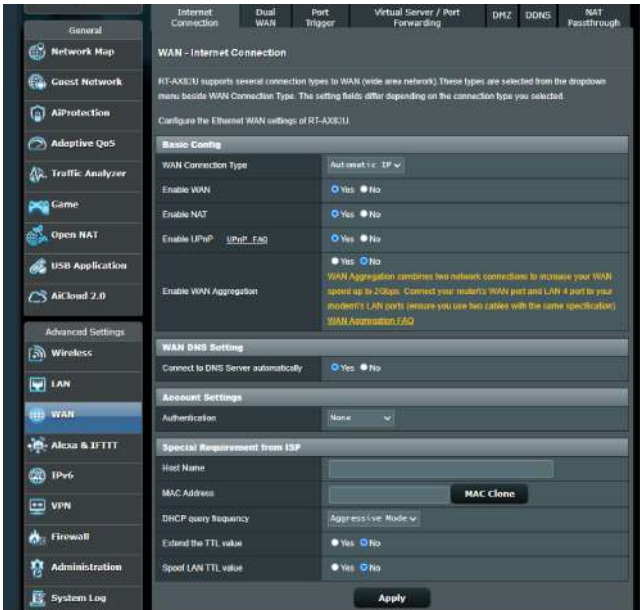 Internet Connection
Dual WAN
Port Trigger
Virtual Server / Port Forwarding
DMZ
DDNS
NAT Passthrough
General
Network Map
Guest Network
AiProtection
Adaptive QoS
Traffic Analyzer
Game
Open NAT
USB Application
AiCloud 2.0
Advanced Settings
Wireless
LAN
WAN
Alexa & IFTTT
IPv6
VPN
Firewall
Administration
System Log
WAN - Internet Connection
RT-AX82U supports several connection types to WAN (wide area network).These types are selected from the dropdown
menu beside WAN Connection Type. The setting fields differ depending on the connection type you selected.
Configure the Ethernet WAN settings of RT-AX82U.
Basic Config
WAN Connection Type Automatic IP
Enable WAN Yes No
Enable NAT Yes No
Enable UPnP UPnP FAQ Yes No
Enable WAN Aggregation Yes No
WAN Aggregation combines two network connections to increase your WAN
speed up to 2Gbps. Connect your router\'s WAN port and LAN 4 port to your
modem\'s LAN ports (ensure you use two cables with the same specification)
WAN Aggregation FAQ
WAN DNS Setting
Connect to DNS Server automatically Yes No
Account Settings
Authentication None
Special Requirement from ISP
Host Name
MAC Address MAC Clone
DHCP query frequency Aggressive Mode
Extend the TTL value Yes No
Spoof LAN TTL value Yes No
Apply